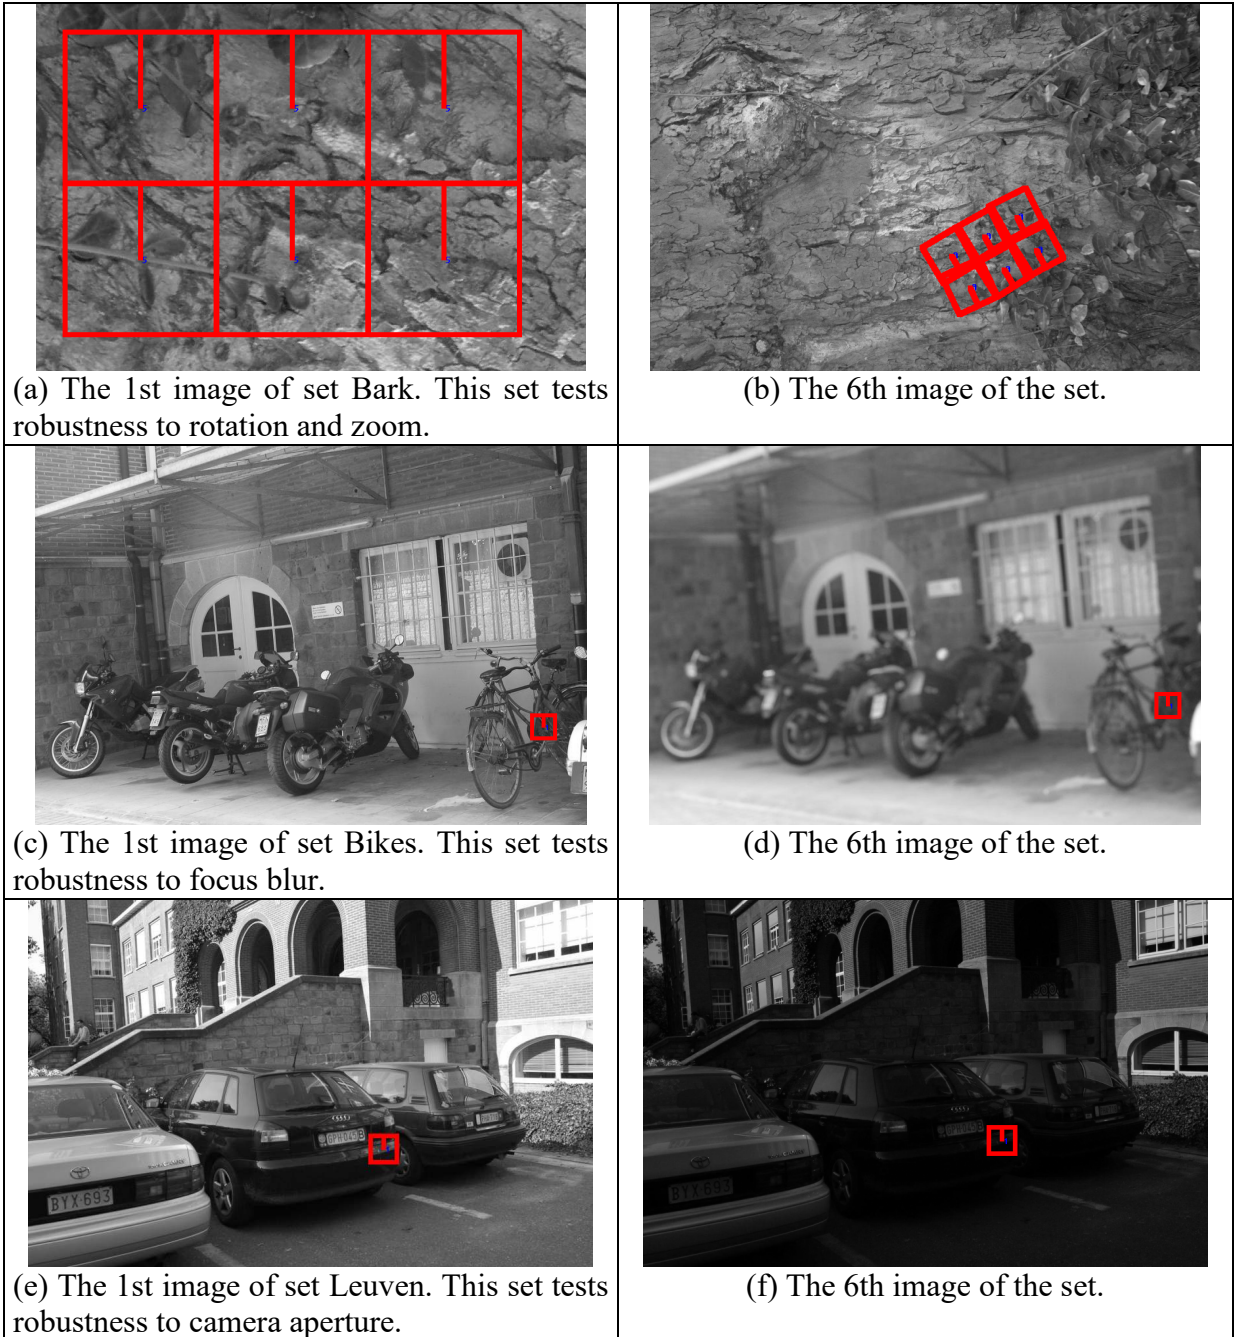 (a) The 1st image of set Bark. This set tests
robustness to rotation and zoom.
(b) The 6th image of the set.
(c) The 1st image of set Bikes. This set tests
robustness to focus blur.
(d) The 6th image of the set.
GPH-045
BYX-693
BYX-693
(e) The 1st image of set Leuven. This set tests
robustness to camera aperture.
(f) The 6th image of the set.